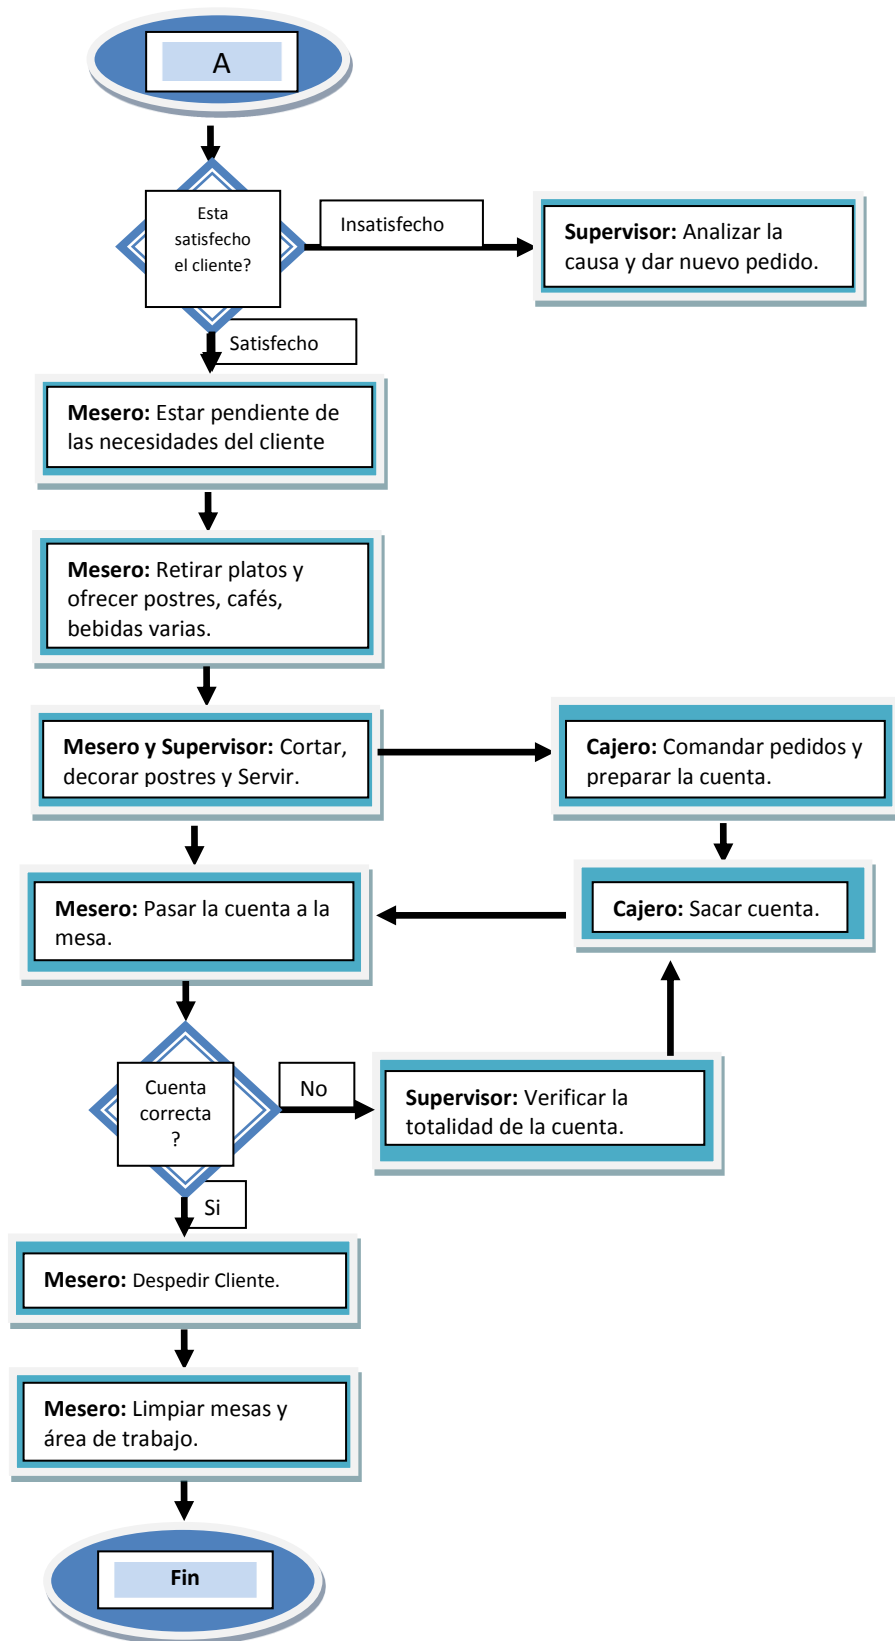 A
Esta
satisfecho
el cliente?
Insatisfecho
Supervisor: Analizar la
causa y dar nuevo pedido.
Satisfecho
Mesero: Estar pendiente de
las necesidades del cliente
Mesero: Retirar platos y
ofrecer postres, cafés,
bebidas varias.
Mesero y Supervisor: Cortar,
decorar postres y Servir.
Cajero: Comandar pedidos y
preparar la cuenta.
Mesero: Pasar la cuenta a la
mesa.
Cajero: Sacar cuenta.
Cuenta
correcta
?
No
Supervisor: Verificar la
totalidad de la cuenta.
Si
Mesero: Despedir Cliente.
Mesero: Limpiar mesas y
área de trabajo.
Fin